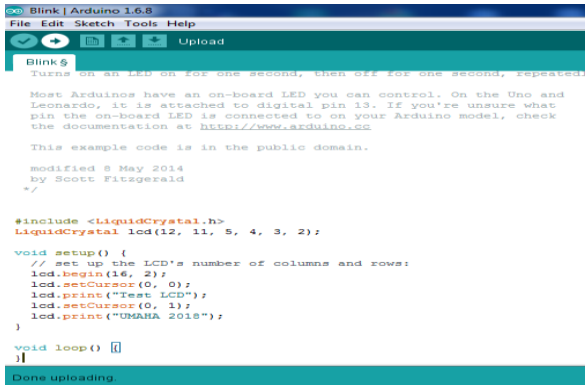 Blink | Arduino 1.6.8
File Edit Sketch Tools Help
Upload
Blink §
Turns on an LED on for one second, then off for one second, repeatedl
Most Arduinos have an on-board LED you can control. On the Uno and
Leonardo, it is attached to digital pin 13. If you're unsure what
pin the on-board LED is connected to on your Arduino model, check
the documentation at http://www.arduino.cc
This example code is in the public domain.
modified 8 May 2014
by Scott Fitzgerald
*/
#include <LiquidCrystal.h>
LiquidCrystal lcd(12, 11, 5, 4, 3, 2);
void setup() {
// set up the LCD's number of columns and rows:
lcd.begin(16, 2);
lcd.setCursor(0, 0);
lcd.print("Test LCD");
lcd.setCursor(0, 1);
lcd.print("UMAHA 2018");
}
void loop() {
}
Done uploading.